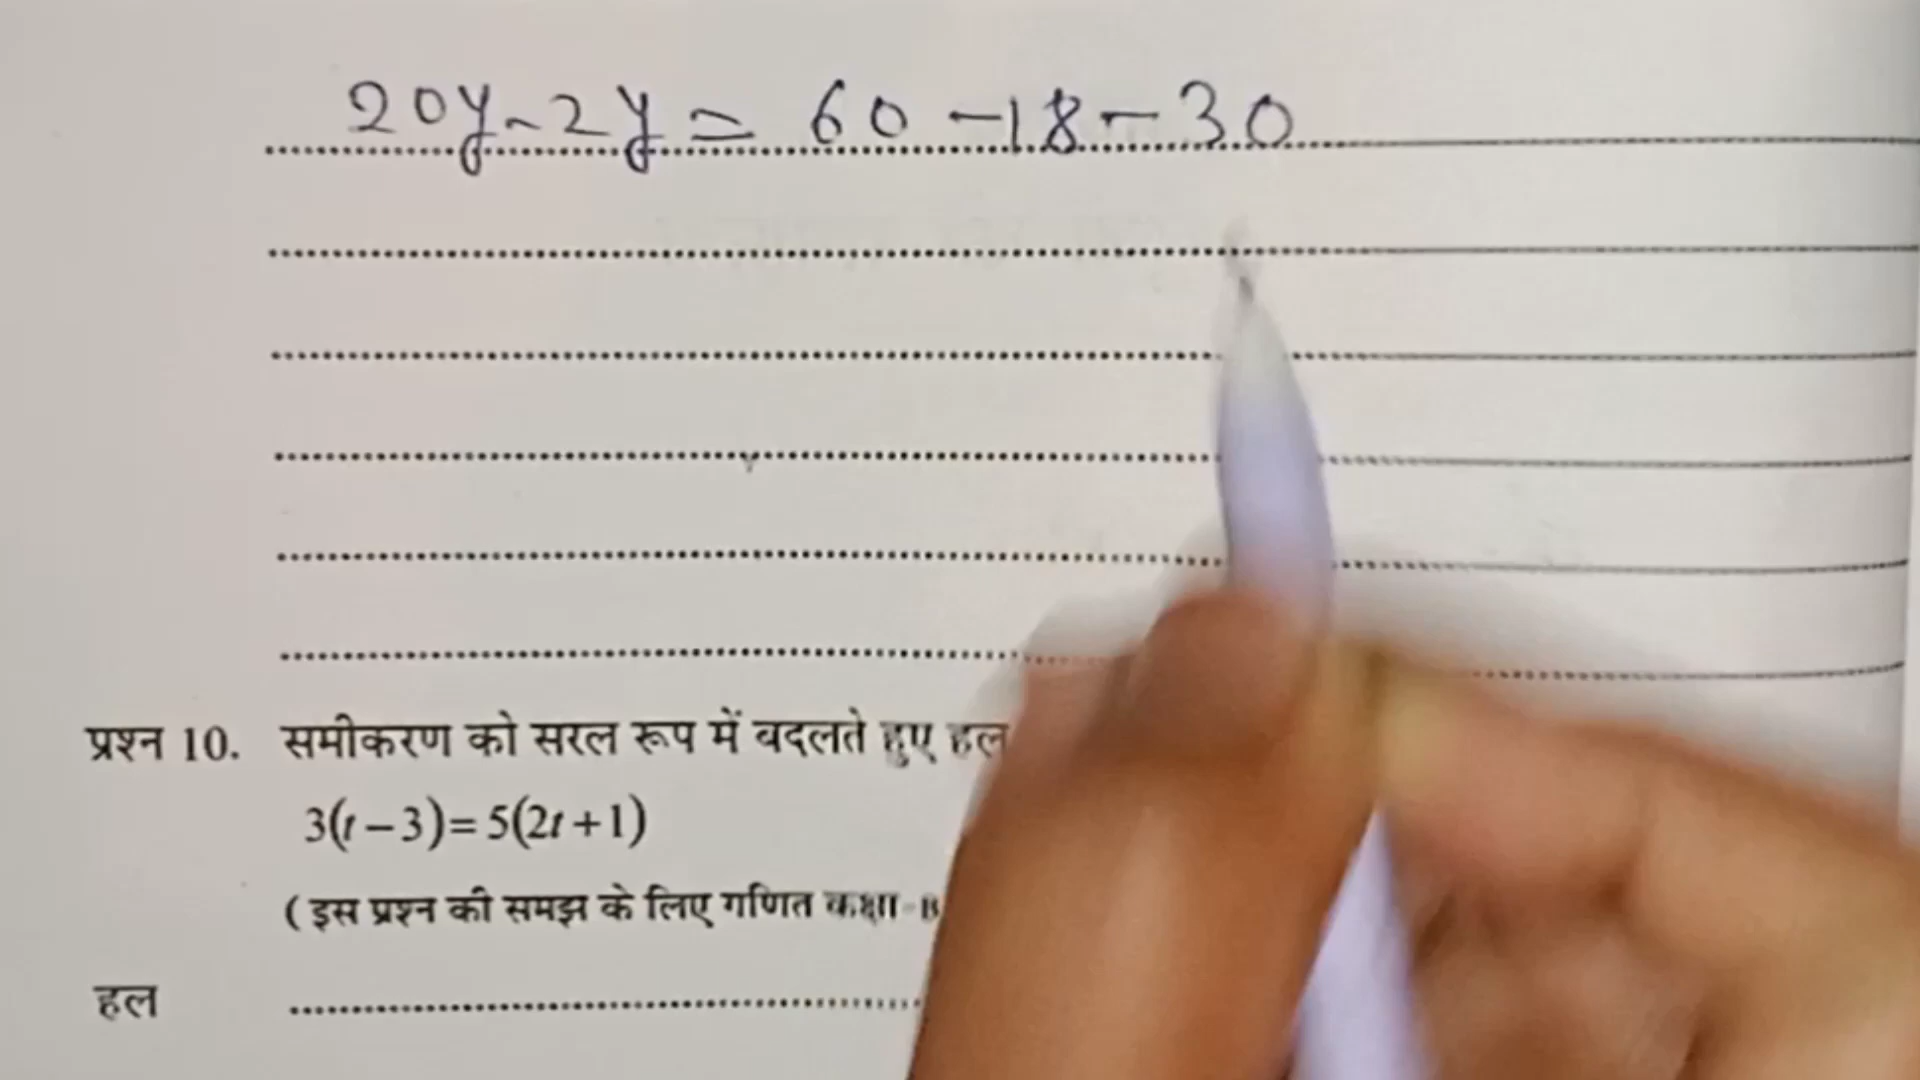 20y-2y = 60-18-30
प्रश्न 10. समीकरण को सरल रूप में बदलते हुए हल
3(t-3)=5(2t+1)
(इस प्रश्न की समझ के लिए गणित कक्षा-8
हल